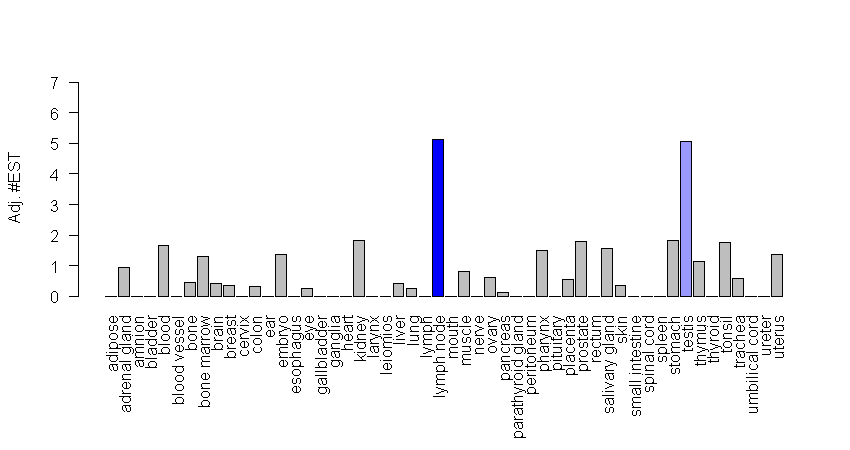 7
6
5
4
3
2
1
0
Adj. #EST
adipose
adrenal gland
amnion
bladder
blood
blood vessel
bone
bone marrow
brain
breast
cervix
colon
ear
embryo
esophagus
eye
gallbladder
ganglia
heart
kidney
larynx
leiomios
liver
lung
lymph
lymph node
mouth
muscle
nerve
ovary
pancreas
parathyroid gland
peritoneum
pharynx
pituitary
placenta
prostate
rectum
salivary gland
skin
small intestine
spinal cord
spleen
stomach
testis
thymus
thyroid
tonsil
trachea
umbilical cord
ureter
uterus